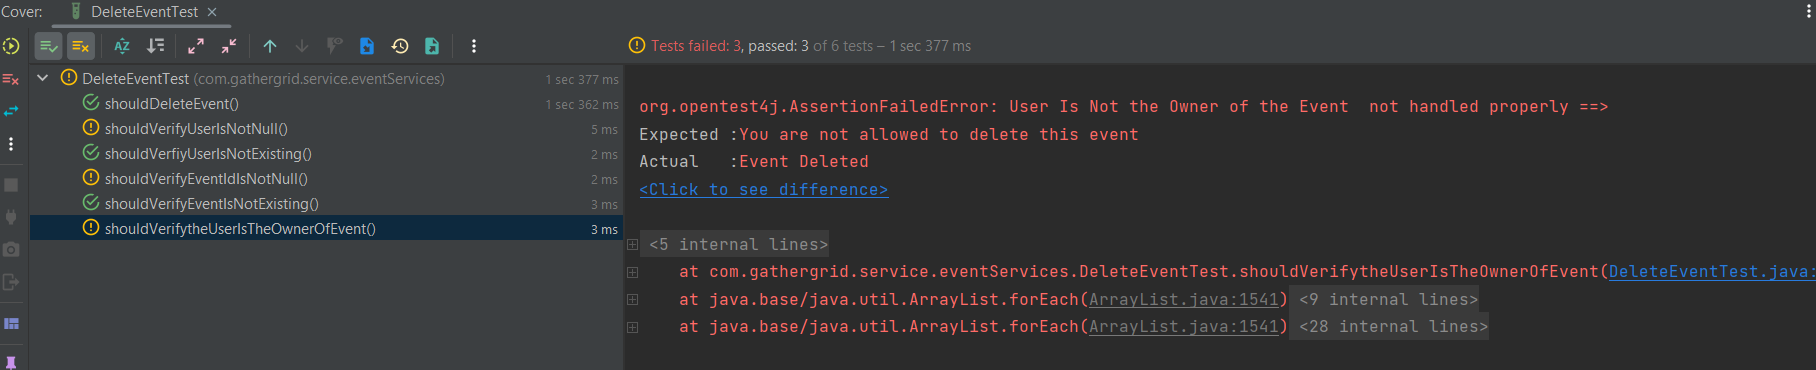 Cover: DeleteEventTest ×
Tests failed: 3, passed: 3 of 6 tests – 1 sec 377 ms
DeleteEventTest (com.gathergrid.service.eventServices) 1 sec 377 ms
shouldDeleteEvent() 1 sec 362 ms
shouldVerifyUserIsNotNull() 5 ms
shouldVerfiyUserIsNotExisting() 2 ms
shouldVerifyEventIdIsNotNull() 2 ms
shouldVerifyEventIsNotExisting() 3 ms
shouldVerifytheUserIsTheOwnerOfEvent() 3 ms
org.opentest4j.AssertionFailedError: User Is Not the Owner of the Event  not handled properly ==>
Expected :You are not allowed to delete this event
Actual   :Event Deleted
<Click to see difference>
<5 internal lines>
at com.gathergrid.service.eventServices.DeleteEventTest.shouldVerifytheUserIsTheOwnerOfEvent(DeleteEventTest.java:
at java.base/java.util.ArrayList.forEach(ArrayList.java:1541) <9 internal lines>
at java.base/java.util.ArrayList.forEach(ArrayList.java:1541) <28 internal lines>